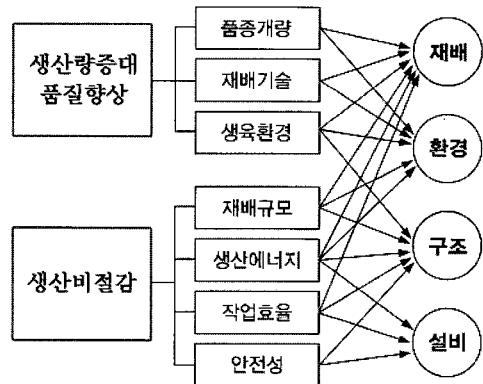 생산량증대
품질향상
품종개량
재배기술
생육환경
생산비절감
재배규모
생산에너지
작업효율
안전성
재배
환경
구조
설비